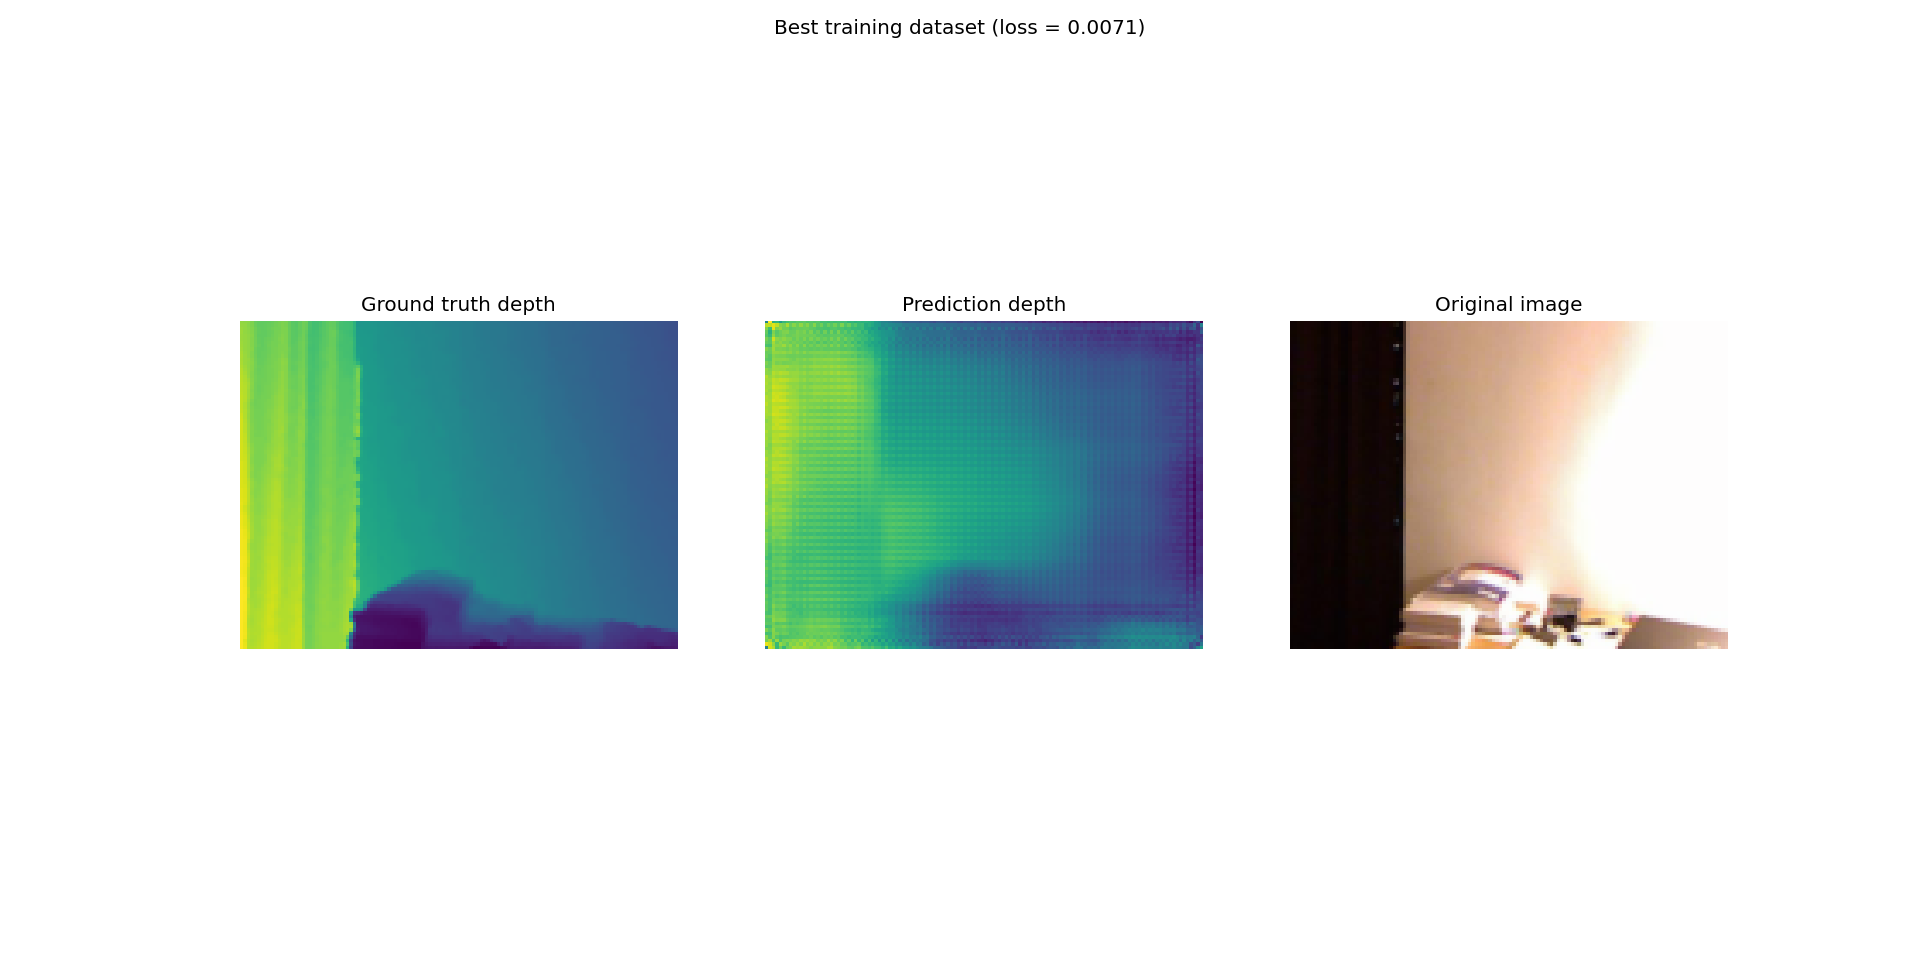 Best training dataset (loss = 0.0071)
Ground truth depth
Prediction depth
Original image